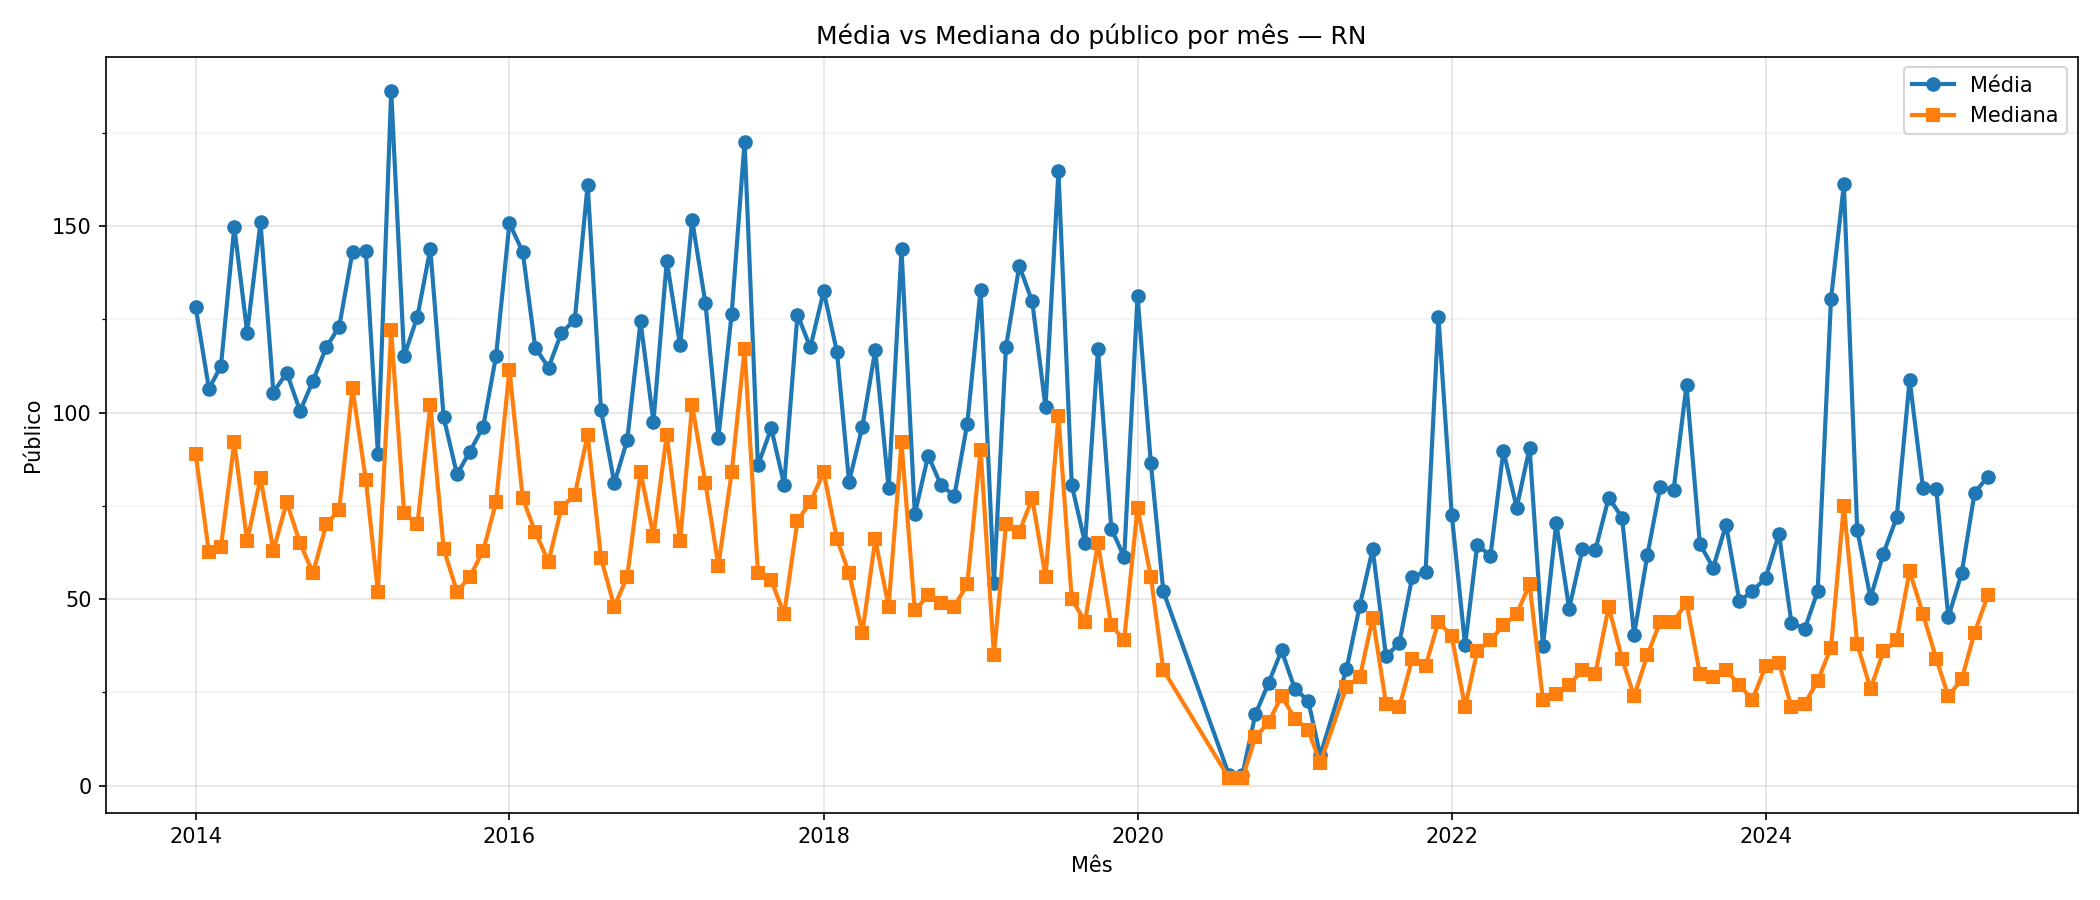 Média vs Mediana do público por mês — RN
Média
Mediana
Público
150
100
50
0
2014 2016 2018 2020 2022 2024
Mês